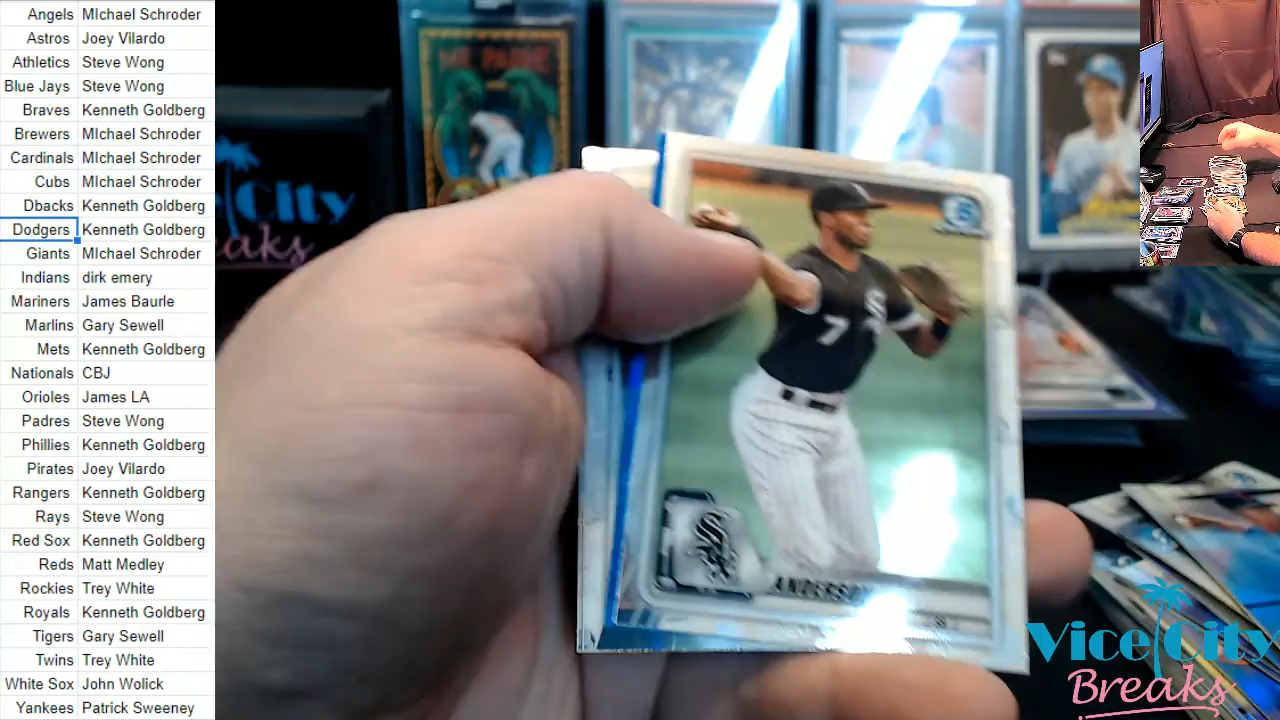 Angels MIchael Schroder
Astros Joey Vilardo
Athletics Steve Wong
Blue Jays Steve Wong
Braves Kenneth Goldberg
Brewers MIchael Schroder
Cardinals MIchael Schroder
Cubs MIchael Schroder
Dbacks Kenneth Goldberg
Dodgers Kenneth Goldberg
Giants MIchael Schroder
Indians dirk emery
Mariners James Baurle
Marlins Gary Sewell
Mets Kenneth Goldberg
Nationals CBJ
Orioles James LA
Padres Steve Wong
Phillies Kenneth Goldberg
Pirates Joey Vilardo
Rangers Kenneth Goldberg
Rays Steve Wong
Red Sox Kenneth Goldberg
Reds Matt Medley
Rockies Trey White
Royals Kenneth Goldberg
Tigers Gary Sewell
Twins Trey White
White Sox John Wolick
Yankees Patrick Sweeney
City
eaks
7
ANDERSO
Vice City
Breaks